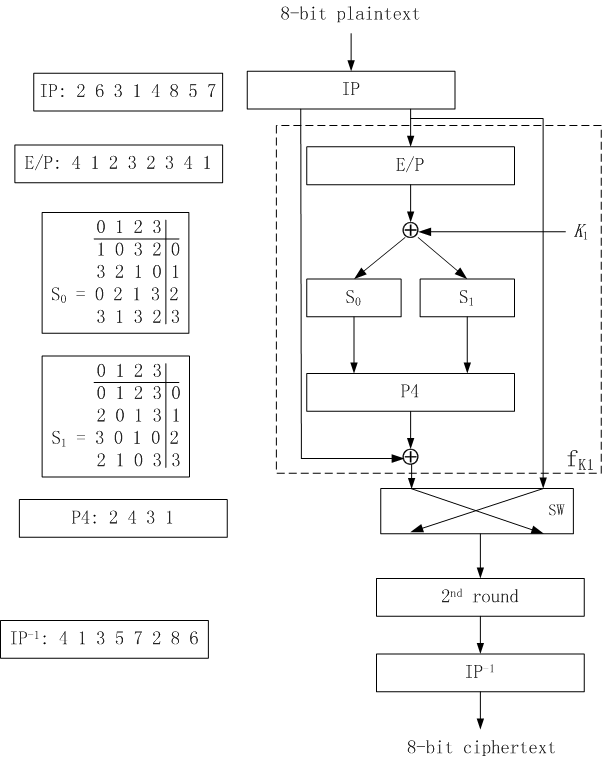 8-bit plaintext
IP: 2 6 3 1 4 8 5 7
IP
E/P: 4 1 2 3 2 3 4 1
E/P
K₁
0 1 2 3
1 0 3 2 0
3 2 1 0 1
S₀ = 0 2 1 3 2
3 1 3 2 3
S₀
S₁
0 1 2 3
0 1 2 3 0
2 0 1 3 1
S₁ = 3 0 1 0 2
2 1 0 3 3
P4
fK1
P4: 2 4 3 1
SW
2nd round
IP⁻¹: 4 1 3 5 7 2 8 6
IP⁻¹
8-bit ciphertext